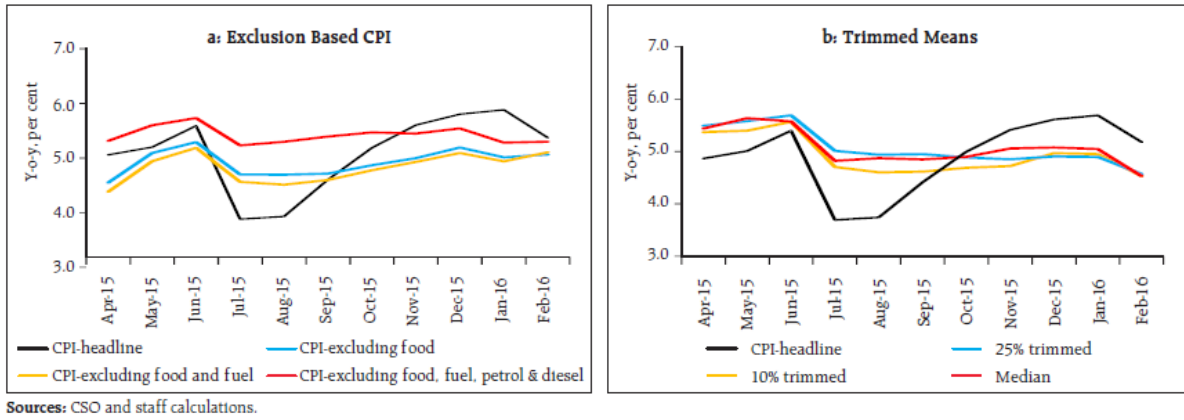 a: Exclusion Based CPI
Y-o-y, per cent
7.0
6.0
5.0
4.0
3.0
Apr-15
May-15
Jun-15
Jul-15
Aug-15
Sep-15
Oct-15
Nov-15
Dec-15
Jan-16
Feb-16
CPI-headline
CPI-excluding food
CPI-excluding food and fuel
CPI-excluding food, fuel, petrol & diesel
b: Trimmed Means
Y-o-y, per cent
7.0
6.0
5.0
4.0
3.0
Apr-15
May-15
Jun-15
Jul-15
Aug-15
Sep-15
Oct-15
Nov-15
Dec-15
Jan-16
Feb-16
CPI-headline
25% trimmed
10% trimmed
Median
Sources: CSO and staff calculations.